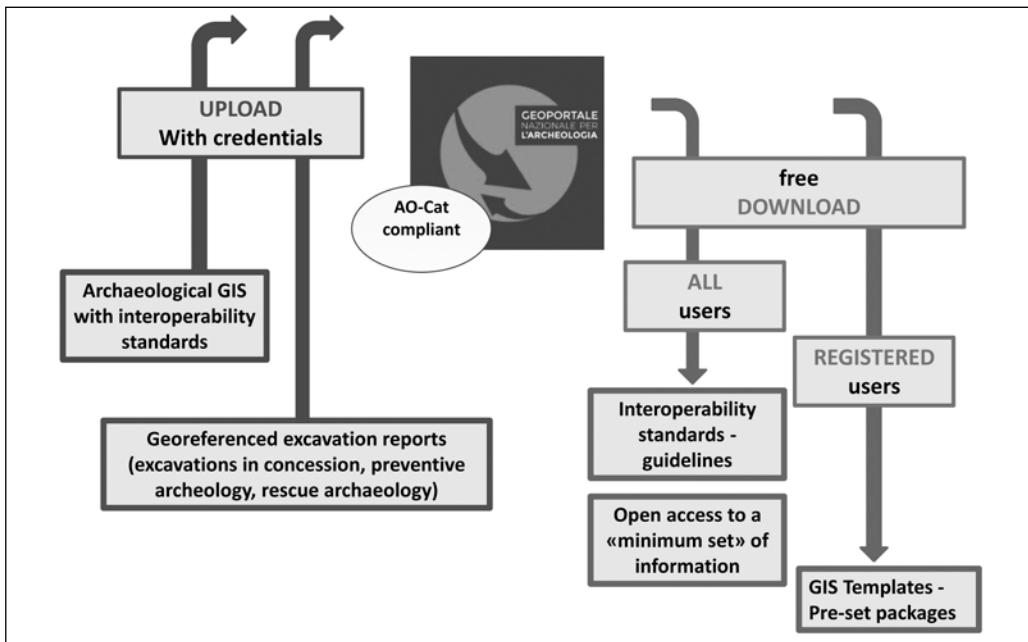 UPLOAD
With credentials
Archaeological GIS
with interoperability
standards
Georeferenced excavation reports
(excavations in concession, preventive
archeology, rescue archaeology)
GEOPORTALE
NAZIONALE PER
L'ARCHEOLOGIA
AO-Cat
compliant
free
DOWNLOAD
ALL
users
REGISTERED
users
Interoperability
standards -
guidelines
Open access to a
«minimum set» of
information
GIS Templates -
Pre-set packages